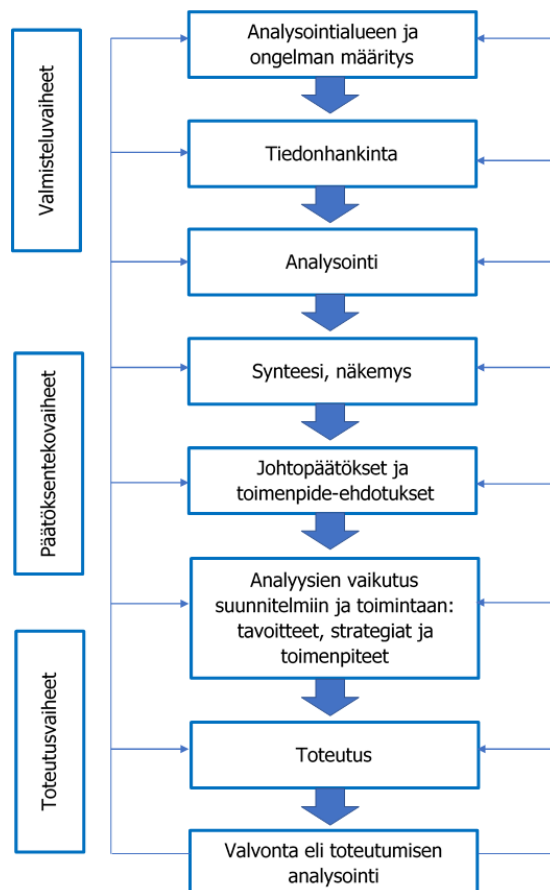 Valmisteluvaiheet
Analysointialueen ja
ongelman määritys
Tiedonhankinta
Analysointi
Päätöksentekovaiheet
Synteesi, näkemys
Johtopäätökset ja
toimenpide-ehdotukset
Analyysien vaikutus
suunnitelmiin ja toimintaan:
tavoitteet, strategiat ja
toimenpiteet
Toteutusvaiheet
Toteutus
Valvonta eli toteutumisen
analysointi